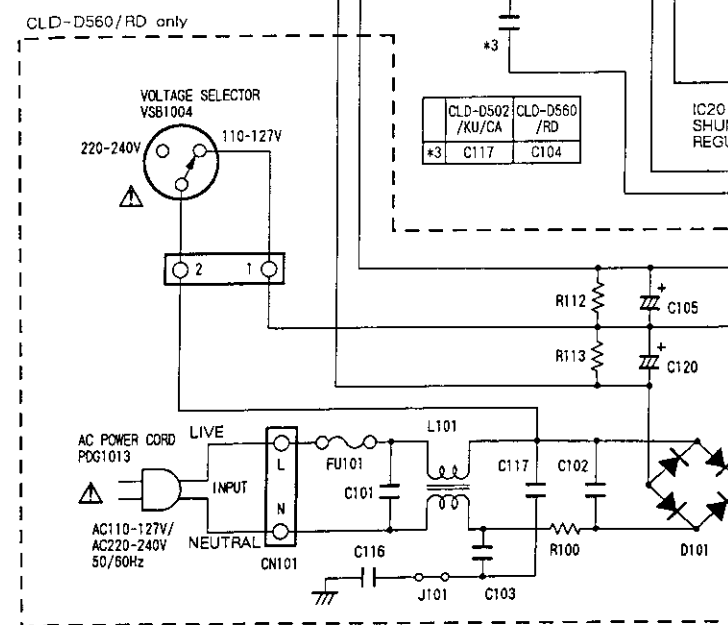 CLD-D560/RD only
*3
VOLTAGE SELECTOR
VSB1004
220-240V
110-127V
CLD-D502
/KU/CA
CLD-D560
/RD
*3
C117
C104
IC20
SHU
REGU
2
1
R112
C105
R113
C120
AC POWER CORD
PDG1013
LIVE
L
INPUT
N
NEUTRAL
AC110-127V/
AC220-240V
50/60Hz
CN101
FU101
C101
L101
C117
C102
C116
J101
C103
R100
D101